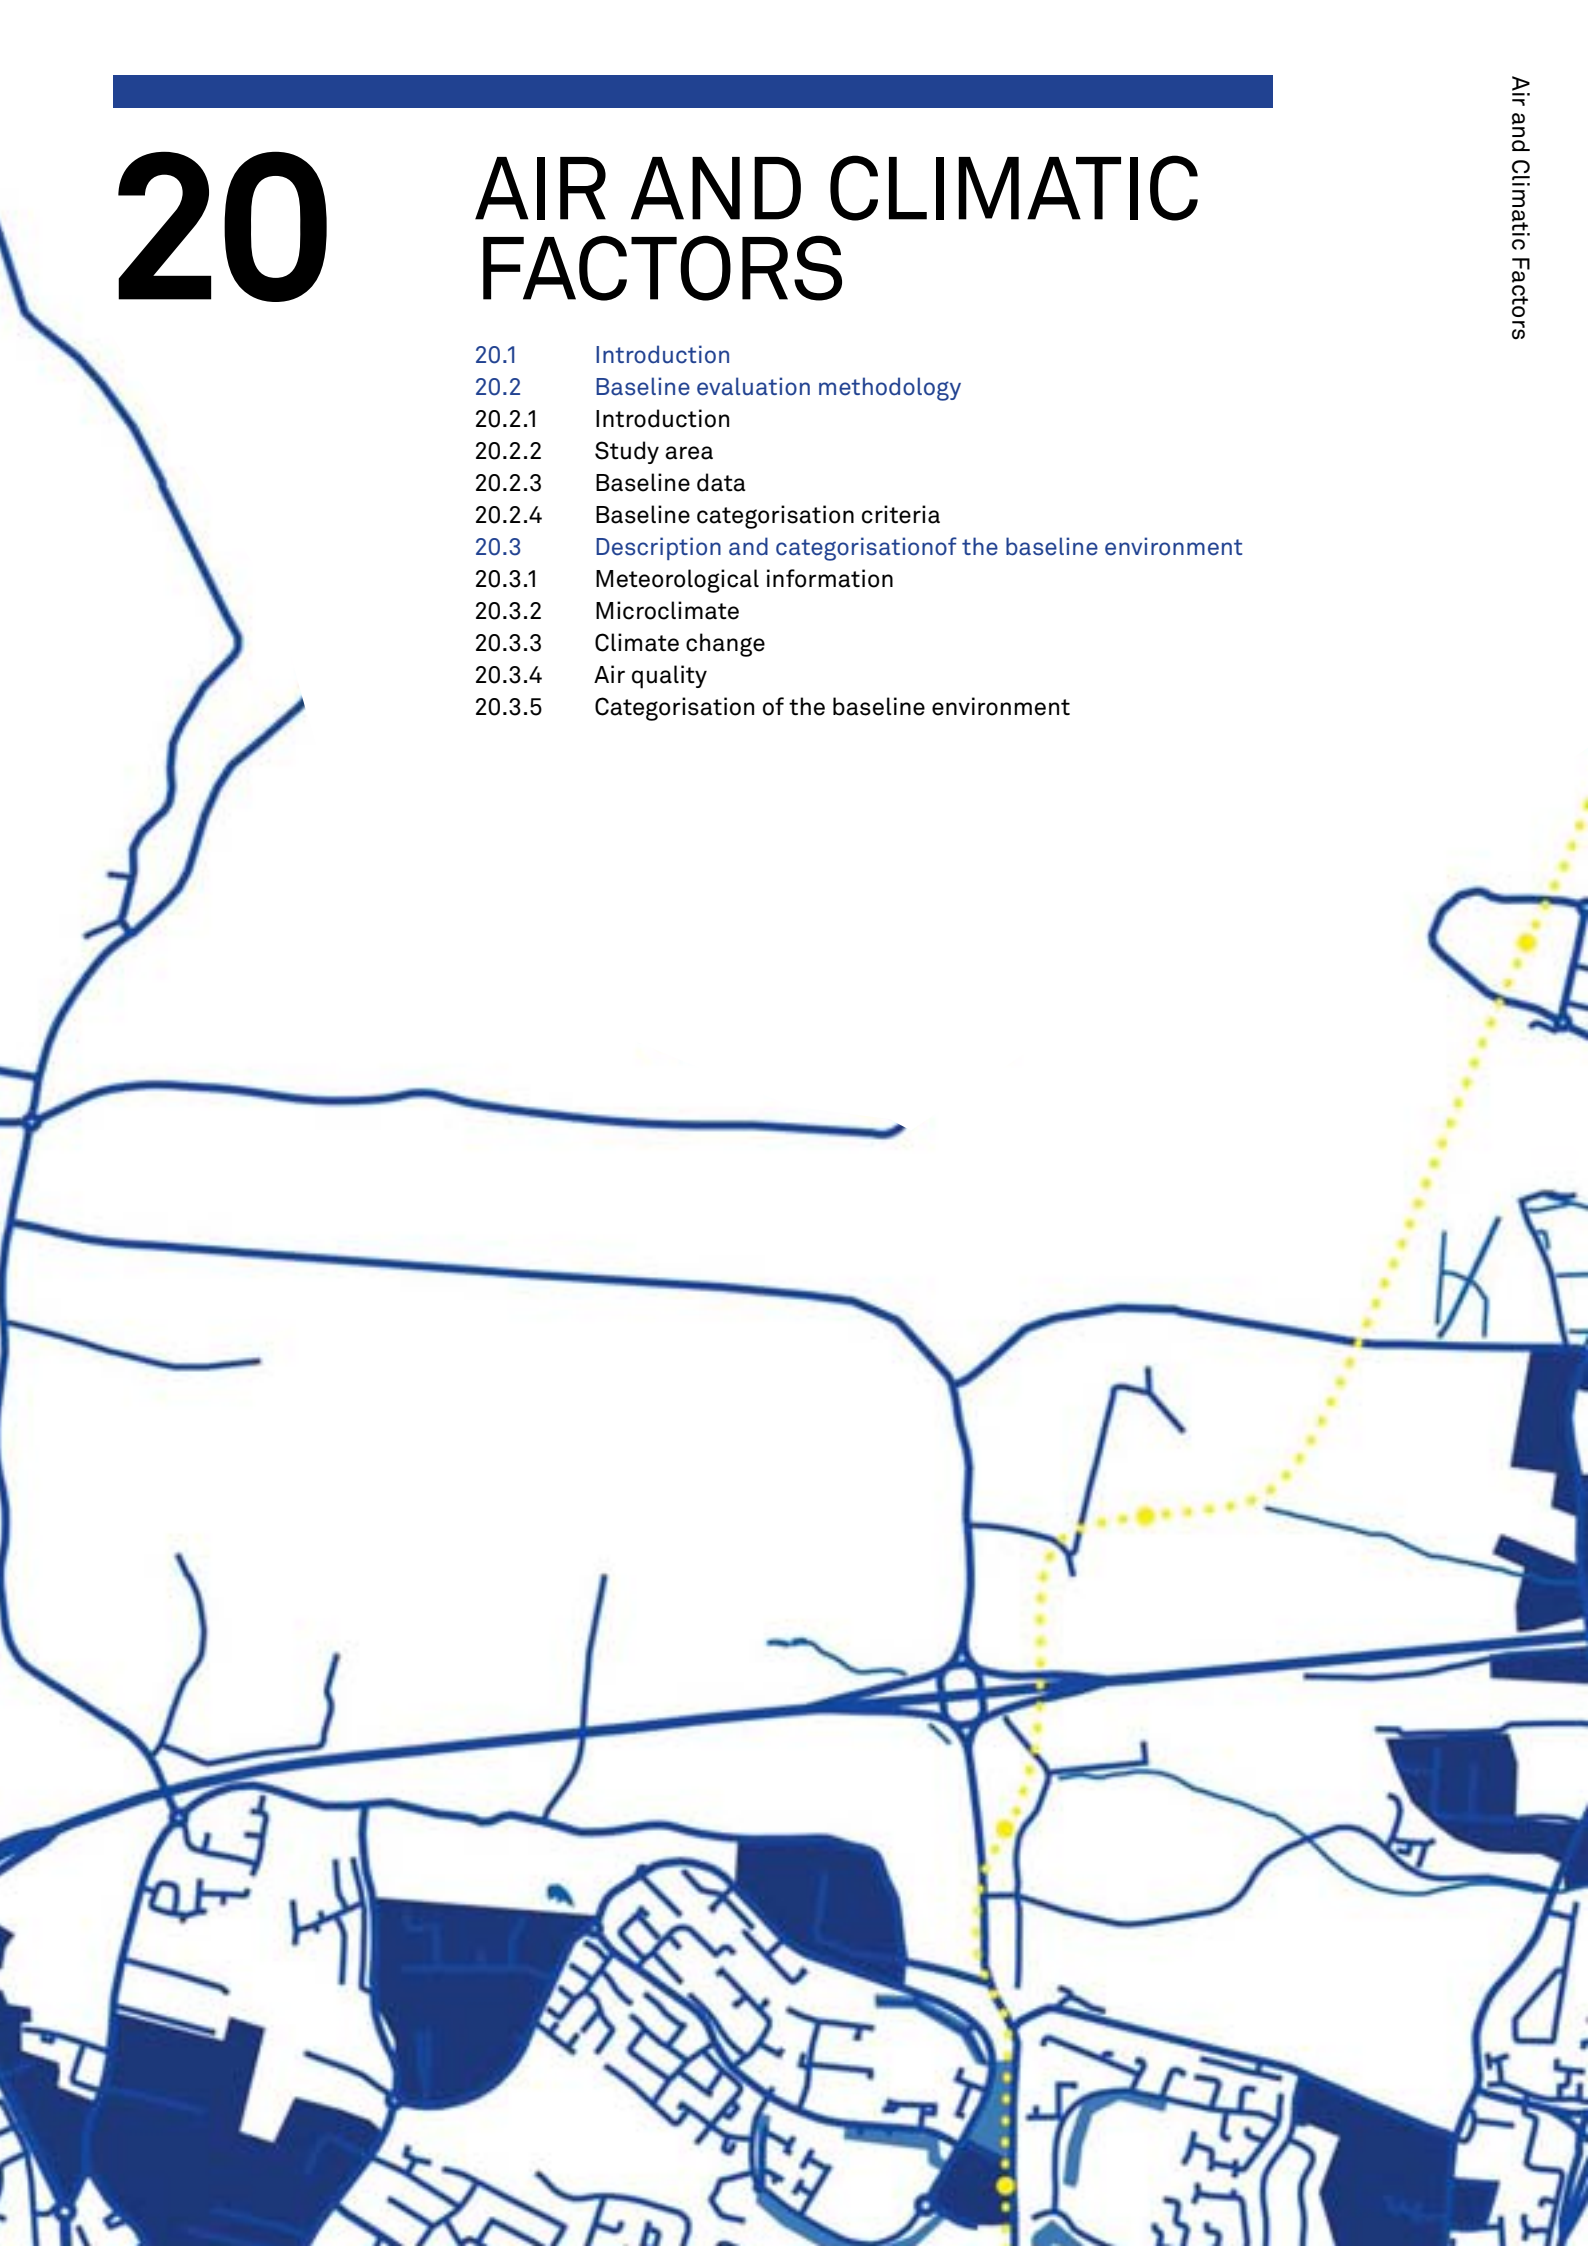 20
AIR AND CLIMATIC
FACTORS
20.1 Introduction
20.2 Baseline evaluation methodology
20.2.1 Introduction
20.2.2 Study area
20.2.3 Baseline data
20.2.4 Baseline categorisation criteria
20.3 Description and categorisationof the baseline environment
20.3.1 Meteorological information
20.3.2 Microclimate
20.3.3 Climate change
20.3.4 Air quality
20.3.5 Categorisation of the baseline environment
Air and Climatic Factors